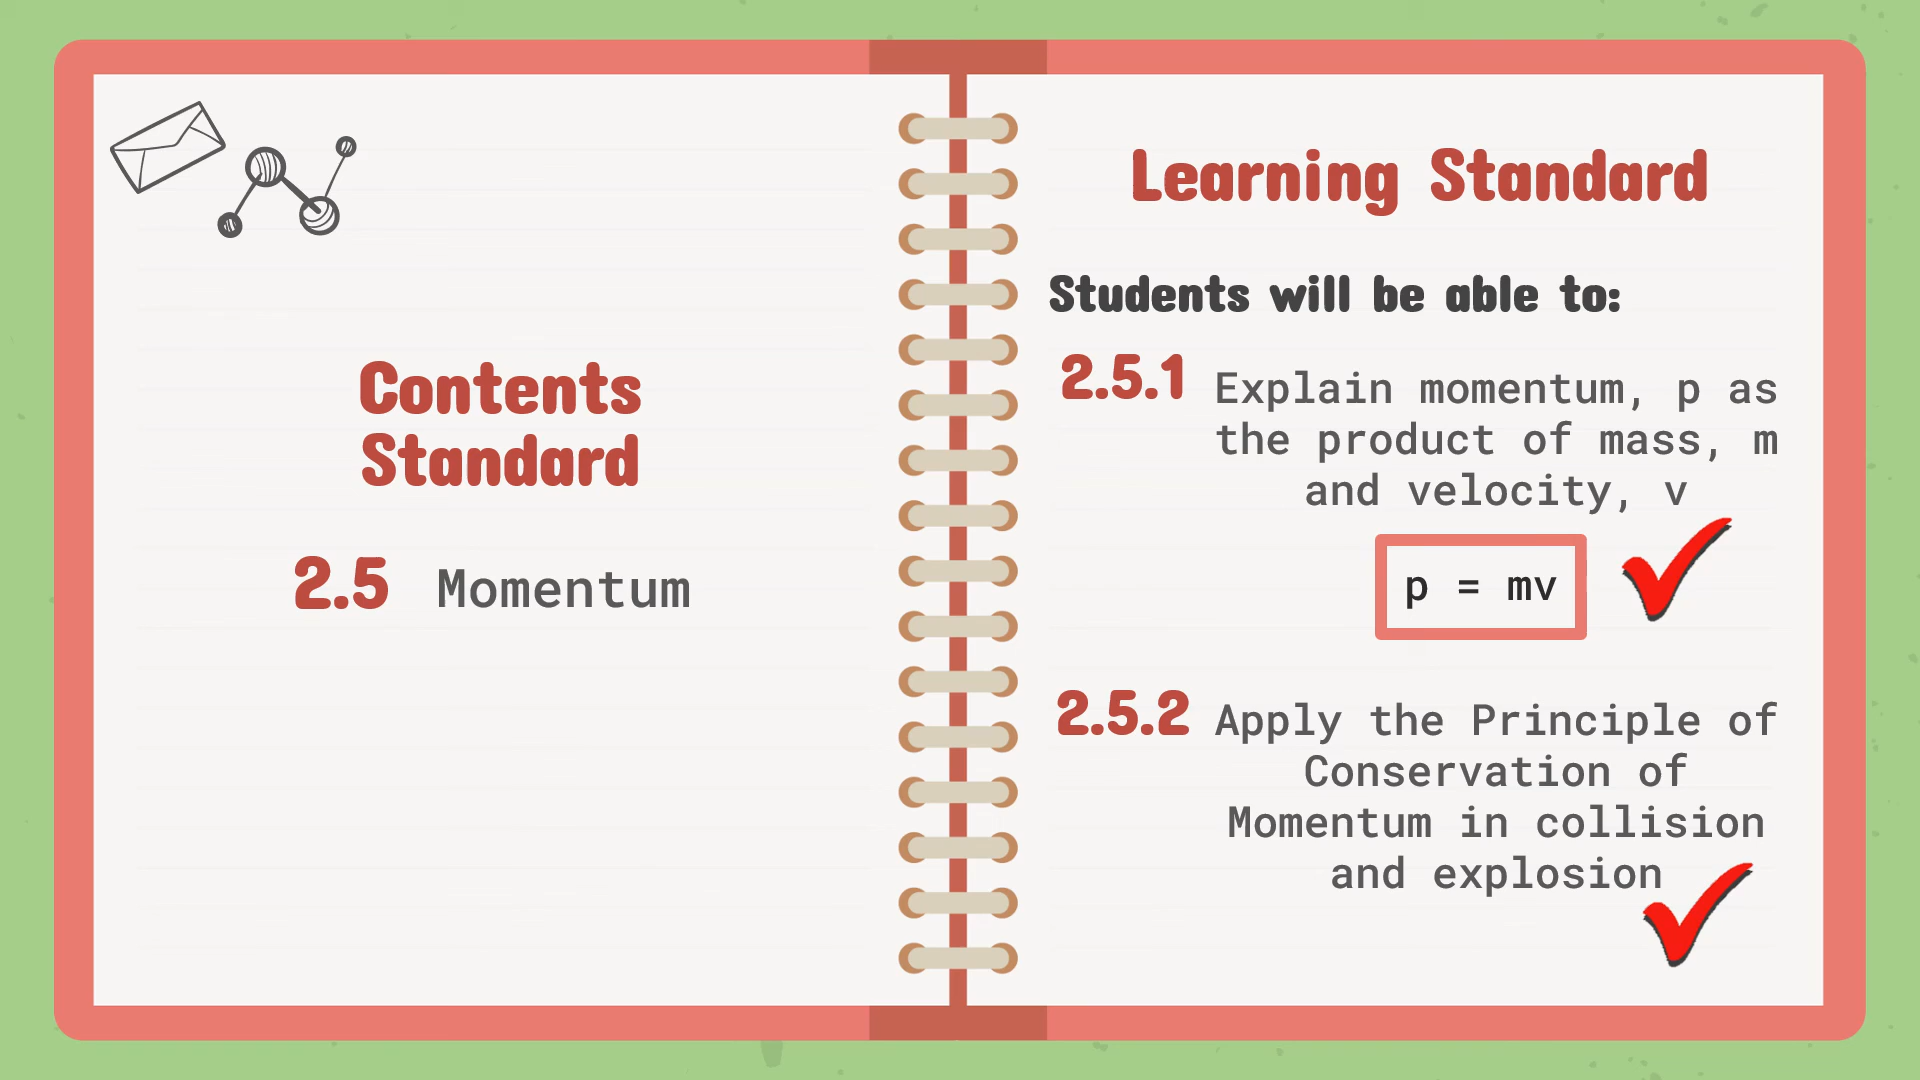 Contents
Standard
2.5 Momentum
Learning Standard
Students will be able to:
2.5.1 Explain momentum, p as
the product of mass, m
and velocity, v
p = mv
2.5.2 Apply the Principle of
Conservation of
Momentum in collision
and explosion